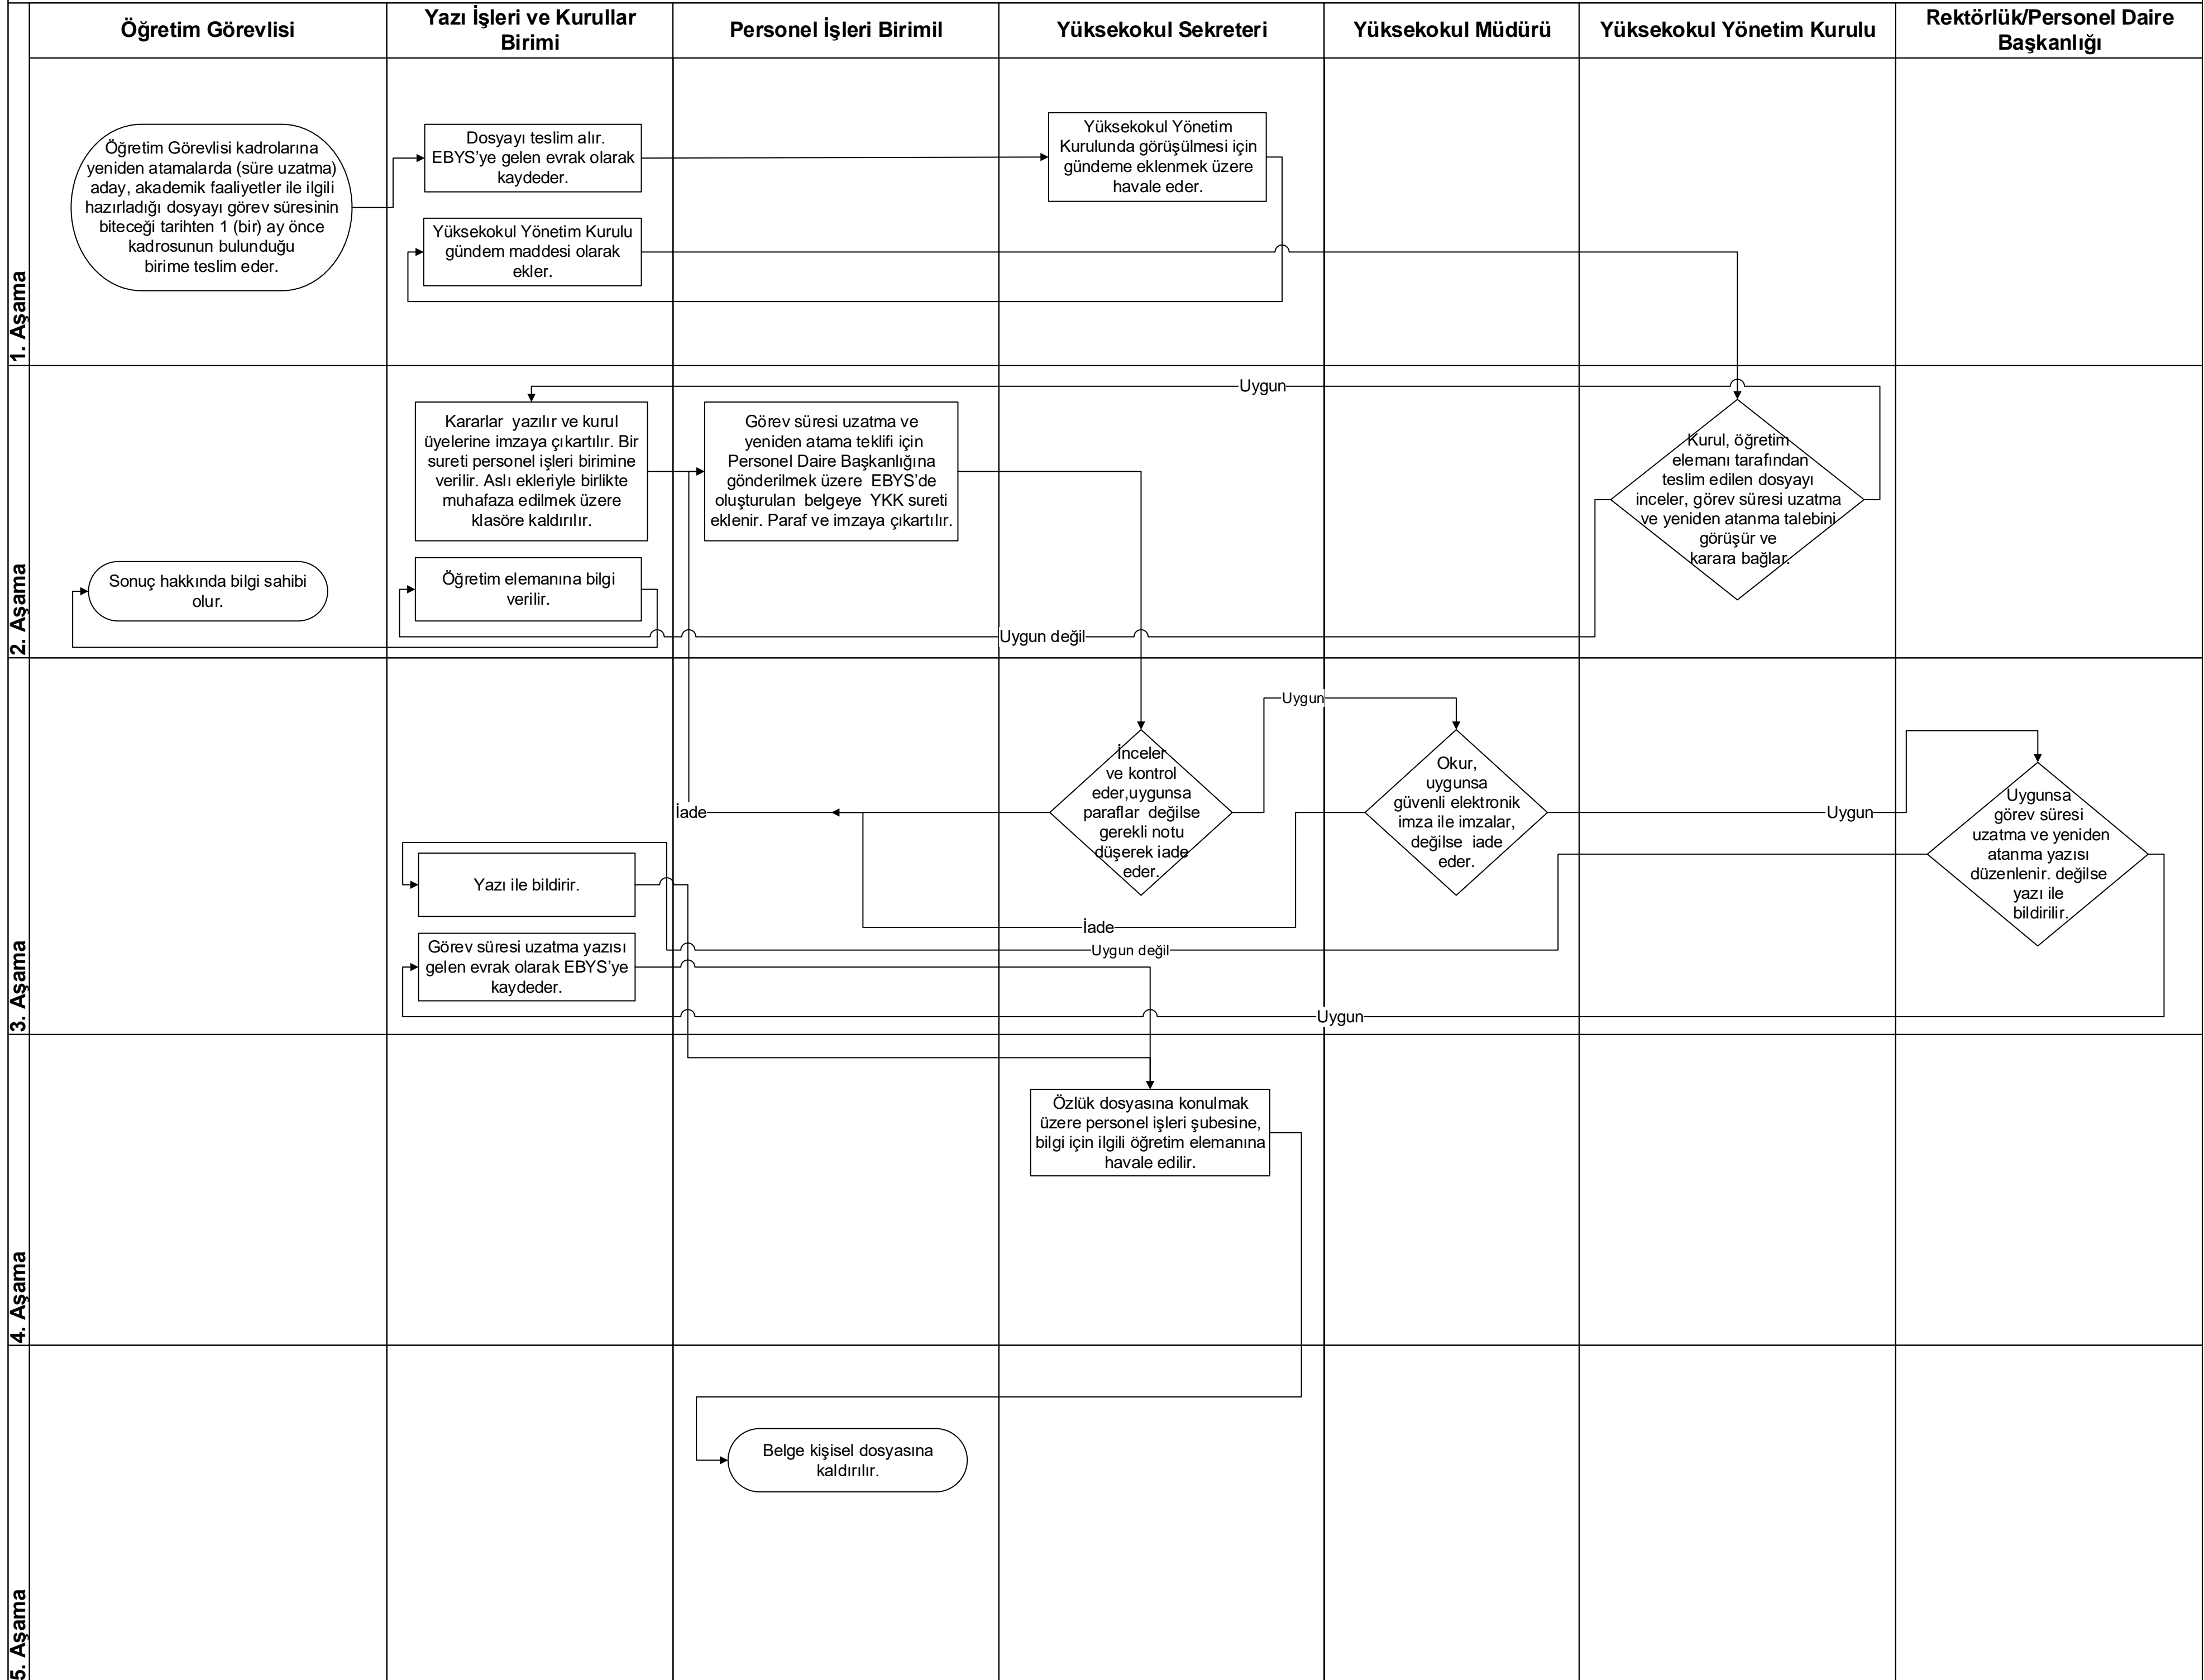 Öğretim Görevlisi
Yazı İşleri ve Kurullar
Birimi
Personel İşleri Birimil
Yüksekokul Sekreteri
Yüksekokul Müdürü
Yüksekokul Yönetim Kurulu
Rektörlük/Personel Daire
Başkanlığı
1. Aşama
Öğretim Görevlisi kadrolarına
yeniden atamalarda (süre uzatma)
aday, akademik faaliyetler ile ilgili
hazırladığı dosyayı görev süresinin
biteceği tarihten 1 (bir) ay önce
kadrosunun bulunduğu
birime teslim eder.
Dosyayı teslim alır.
EBYS’ye gelen evrak olarak
kaydeder.
Yüksekokul Yönetim
Kurulunda görüşülmesi için
gündeme eklenmek üzere
havale eder.
Yüksekokul Yönetim Kurulu
gündem maddesi olarak
ekler.
2. Aşama
Uygun
Kararlar  yazılır ve kurul
üyelerine imzaya çıkartılır. Bir
sureti personel işleri birimine
verilir. Aslı ekleriyle birlikte
muhafaza edilmek üzere
klasöre kaldırılır.
Görev süresi uzatma ve
yeniden atama teklifi için
Personel Daire Başkanlığına
gönderilmek üzere  EBYS’de
oluşturulan  belgeye  YKK sureti
eklenir. Paraf ve imzaya çıkartılır.
Kurul, öğretim
elemanı tarafından
teslim edilen dosyayı
inceler, görev süresi uzatma
ve yeniden atanma talebini
görüşür ve
karara bağlar.
Sonuç hakkında bilgi sahibi
olur.
Öğretim elemanına bilgi
verilir.
Uygun değil
3. Aşama
Uygun
İnceler
ve kontrol
eder,uygunsa
paraflar  değilse
gerekli notu
düşerek iade
eder.
Okur,
uygunsa
güvenli elektronik
imza ile imzalar,
değilse  iade
eder.
Uygun
Uygunsa
görev süresi
uzatma ve yeniden
atanma yazısı
düzenlenir. değilse
yazı ile
bildirilir.
İade
Yazı ile bildirir.
İade
Uygun değil
Görev süresi uzatma yazısı
gelen evrak olarak EBYS’ye
kaydeder.
Uygun
4. Aşama
Özlük dosyasına konulmak
üzere personel işleri şubesine,
bilgi için ilgili öğretim elemanına
havale edilir.
5. Aşama
Belge kişisel dosyasına
kaldırılır.